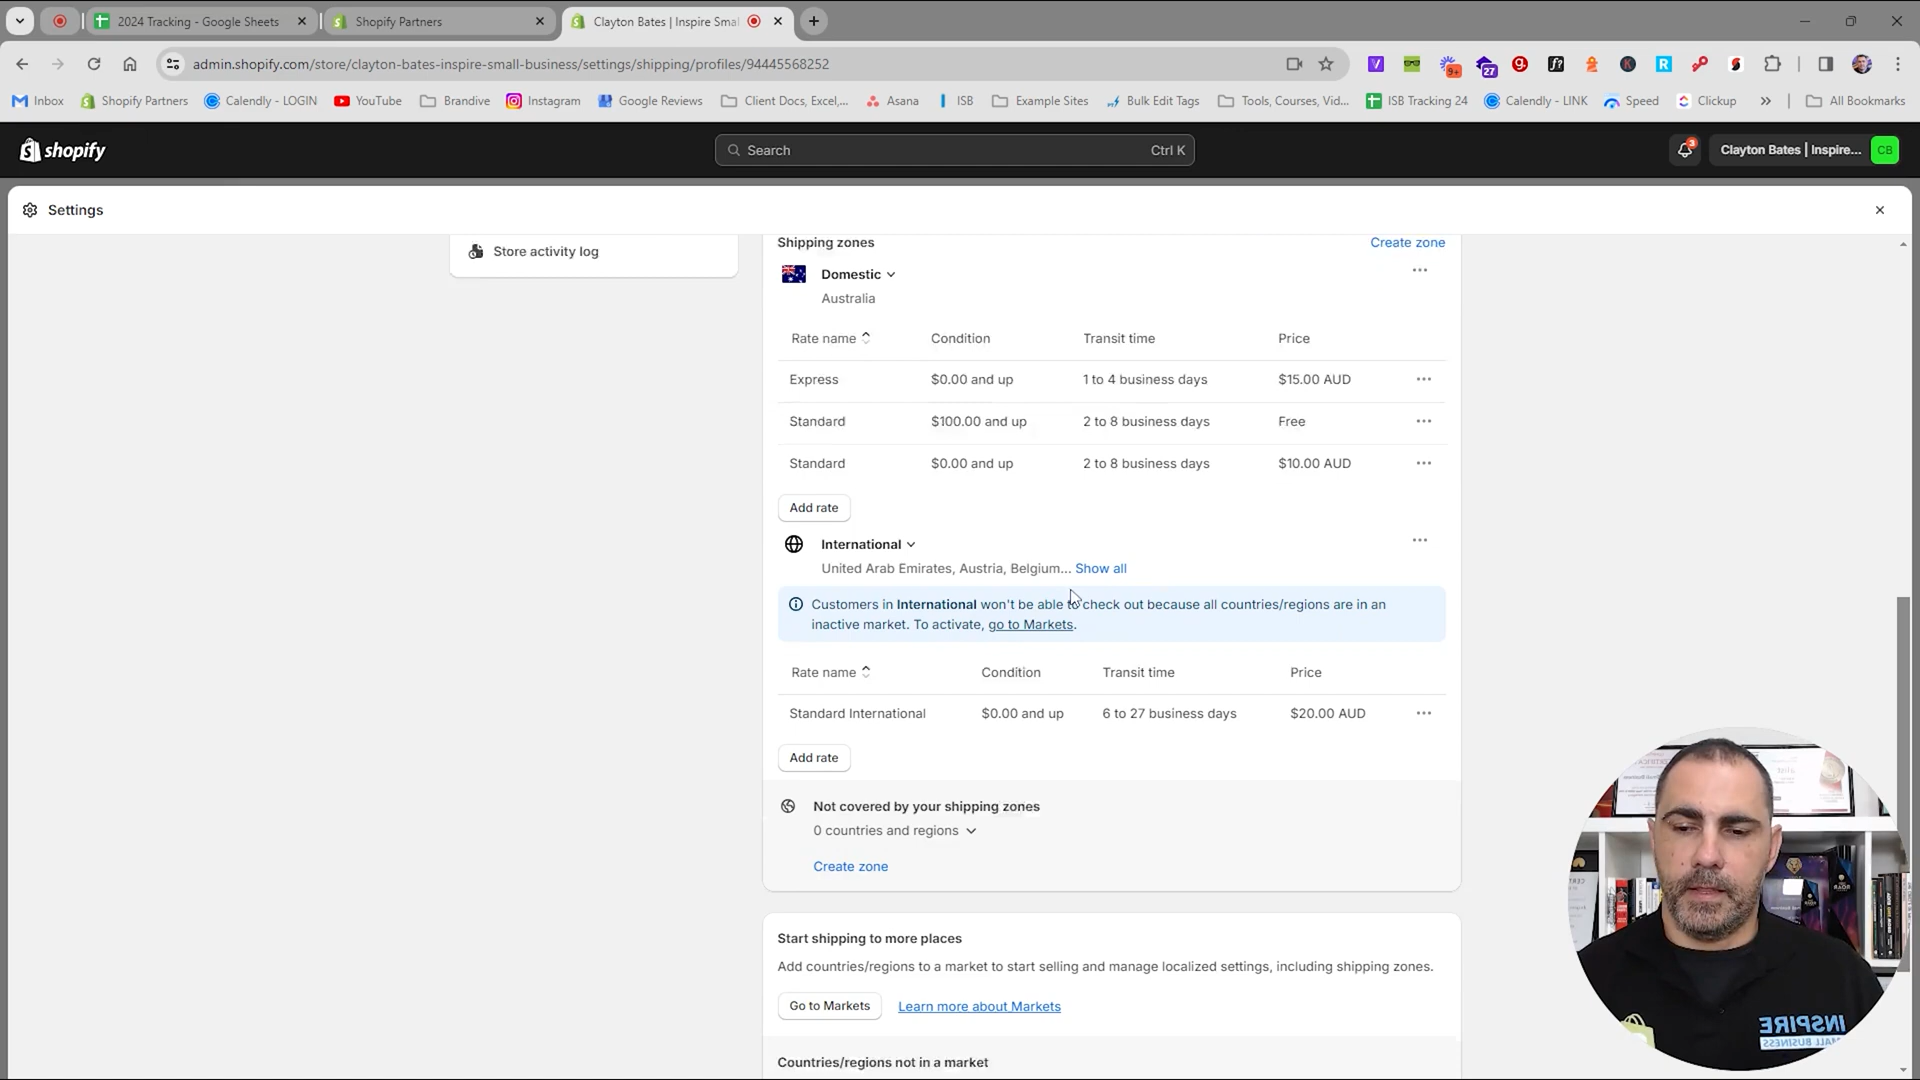 2024 Tracking - Google Sheets
Shopify Partners
Clayton Bates | Inspire Smal
admin.shopify.com/store/clayton-bates-inspire-small-business/settings/shipping/profiles/94445568252
9+
27
Inbox
Shopify Partners
Calendly - LOGIN
YouTube
Brandive
Instagram
Google Reviews
Client Docs, Excel,...
Asana
ISB
Example Sites
Bulk Edit Tags
Tools, Courses, Vid...
ISB Tracking 24
Calendly - LINK
Speed
Clickup
All Bookmarks
shopify
Search
Ctrl K
3
Clayton Bates | Inspire...
CB
Settings
Store activity log
Shipping zones
Create zone
Domestic
Australia
Rate name Condition Transit time Price
Express $0.00 and up 1 to 4 business days $15.00 AUD
Standard $100.00 and up 2 to 8 business days Free
Standard $0.00 and up 2 to 8 business days $10.00 AUD
Add rate
International
United Arab Emirates, Austria, Belgium... Show all
Customers in International won't be able to check out because all countries/regions are in an
inactive market. To activate, go to Markets.
Rate name Condition Transit time Price
Standard International $0.00 and up 6 to 27 business days $20.00 AUD
Add rate
Not covered by your shipping zones
0 countries and regions
Create zone
Start shipping to more places
Add countries/regions to a market to start selling and manage localized settings, including shipping zones.
Go to Markets
Learn more about Markets
Countries/regions not in a market
INSPIRE
SMALL BUSINESS